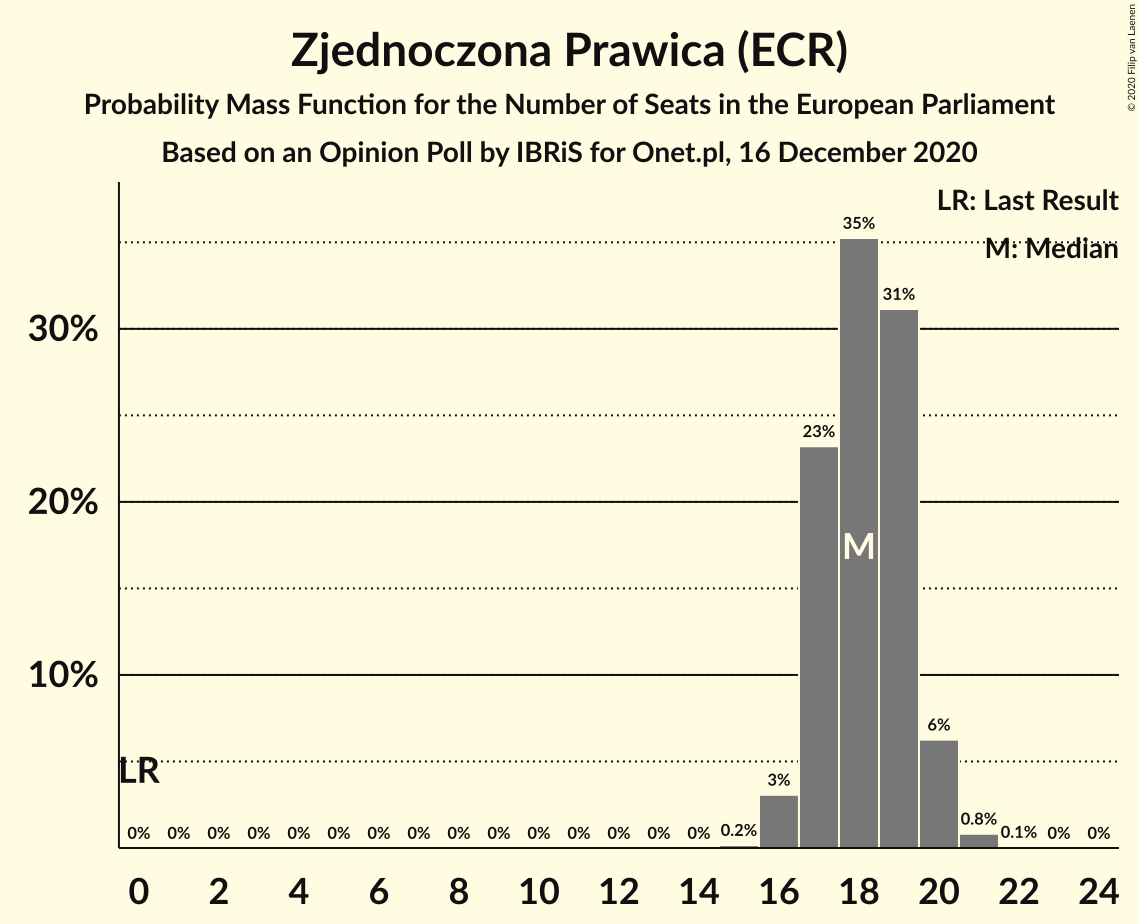 Zjednoczona Prawica (ECR)
Probability Mass Function for the Number of Seats in the European Parliament
Based on an Opinion Poll by IBRiS for Onet.pl, 16 December 2020
© 2020 Filip van Laenen
LR: Last Result
M: Median
35%
31%
30%
23%
20%
M
10%
6%
LR
3%
0% 0% 0% 0% 0% 0% 0% 0% 0% 0% 0% 0% 0% 0% 0% 0.2% 0.8% 0.1% 0% 0%
0 2 4 6 8 10 12 14 16 18 20 22 24